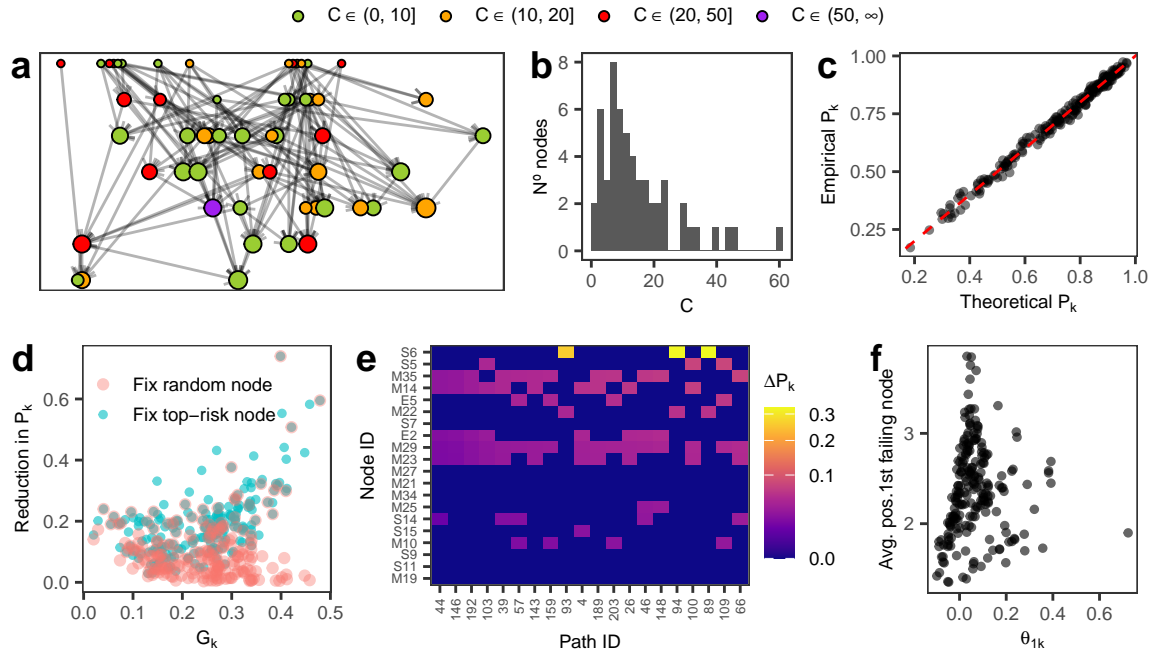 C ∈ (0, 10] C ∈ (10, 20] C ∈ (20, 50] C ∈ (50, ∞)
a
b
Nº nodes
8
6
4
2
0
0 20 40 60
C
c
Empirical Pk
1.00
0.75
0.50
0.25
0.2 0.4 0.6 0.8 1.0
Theoretical Pk
d
Reduction in Pk
0.6
0.4
0.2
0.0
Fix random node
Fix top−risk node
0.0 0.1 0.2 0.3 0.4 0.5
Gk
e
Node ID
S6
S5
M35
M14
E5
M22
S7
E2
M29
M23
M27
M21
M34
M25
S14
S15
M10
S9
S11
M19
44 146 192 103 39 57 143 159 93 4 189 203 26 46 148 94 100 89 109 66
Path ID
ΔPk
0.3
0.2
0.1
0.0
f
Avg. pos.1st failing node
3
2
0.0 0.2 0.4 0.6
θ1k